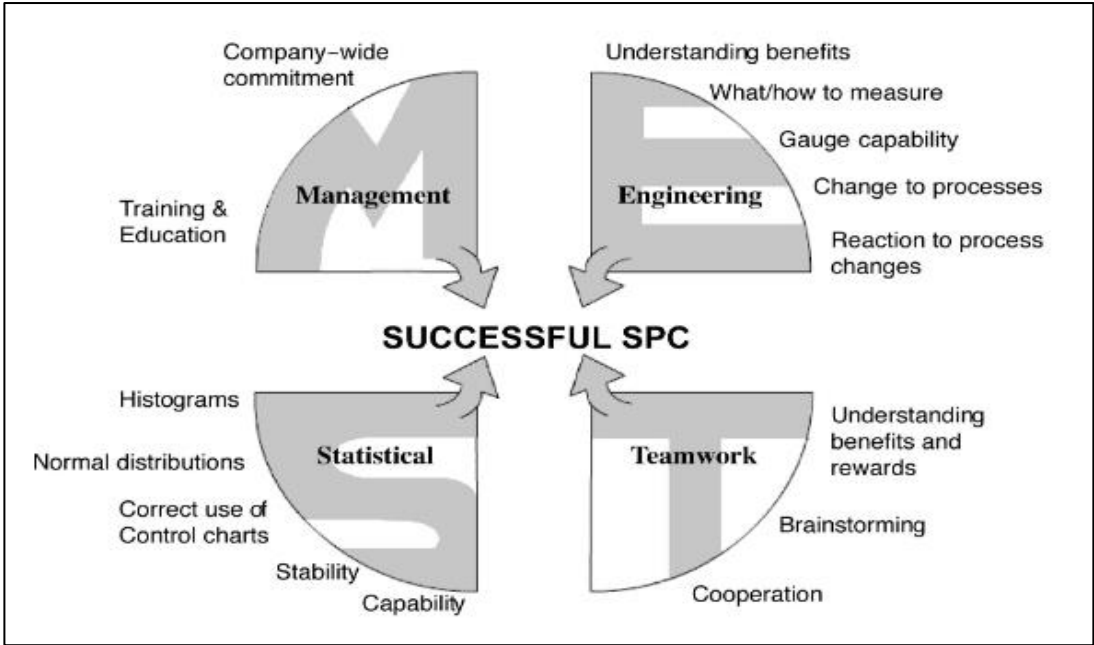 Company-wide
commitment
Training &
Education
Management
Understanding benefits
What/how to measure
Gauge capability
Change to processes
Reaction to process
changes
Engineering
SUCCESSFUL SPC
Histograms
Normal distributions
Correct use of
Control charts
Stability
Capability
Statistical
Teamwork
Understanding
benefits and
rewards
Brainstorming
Cooperation